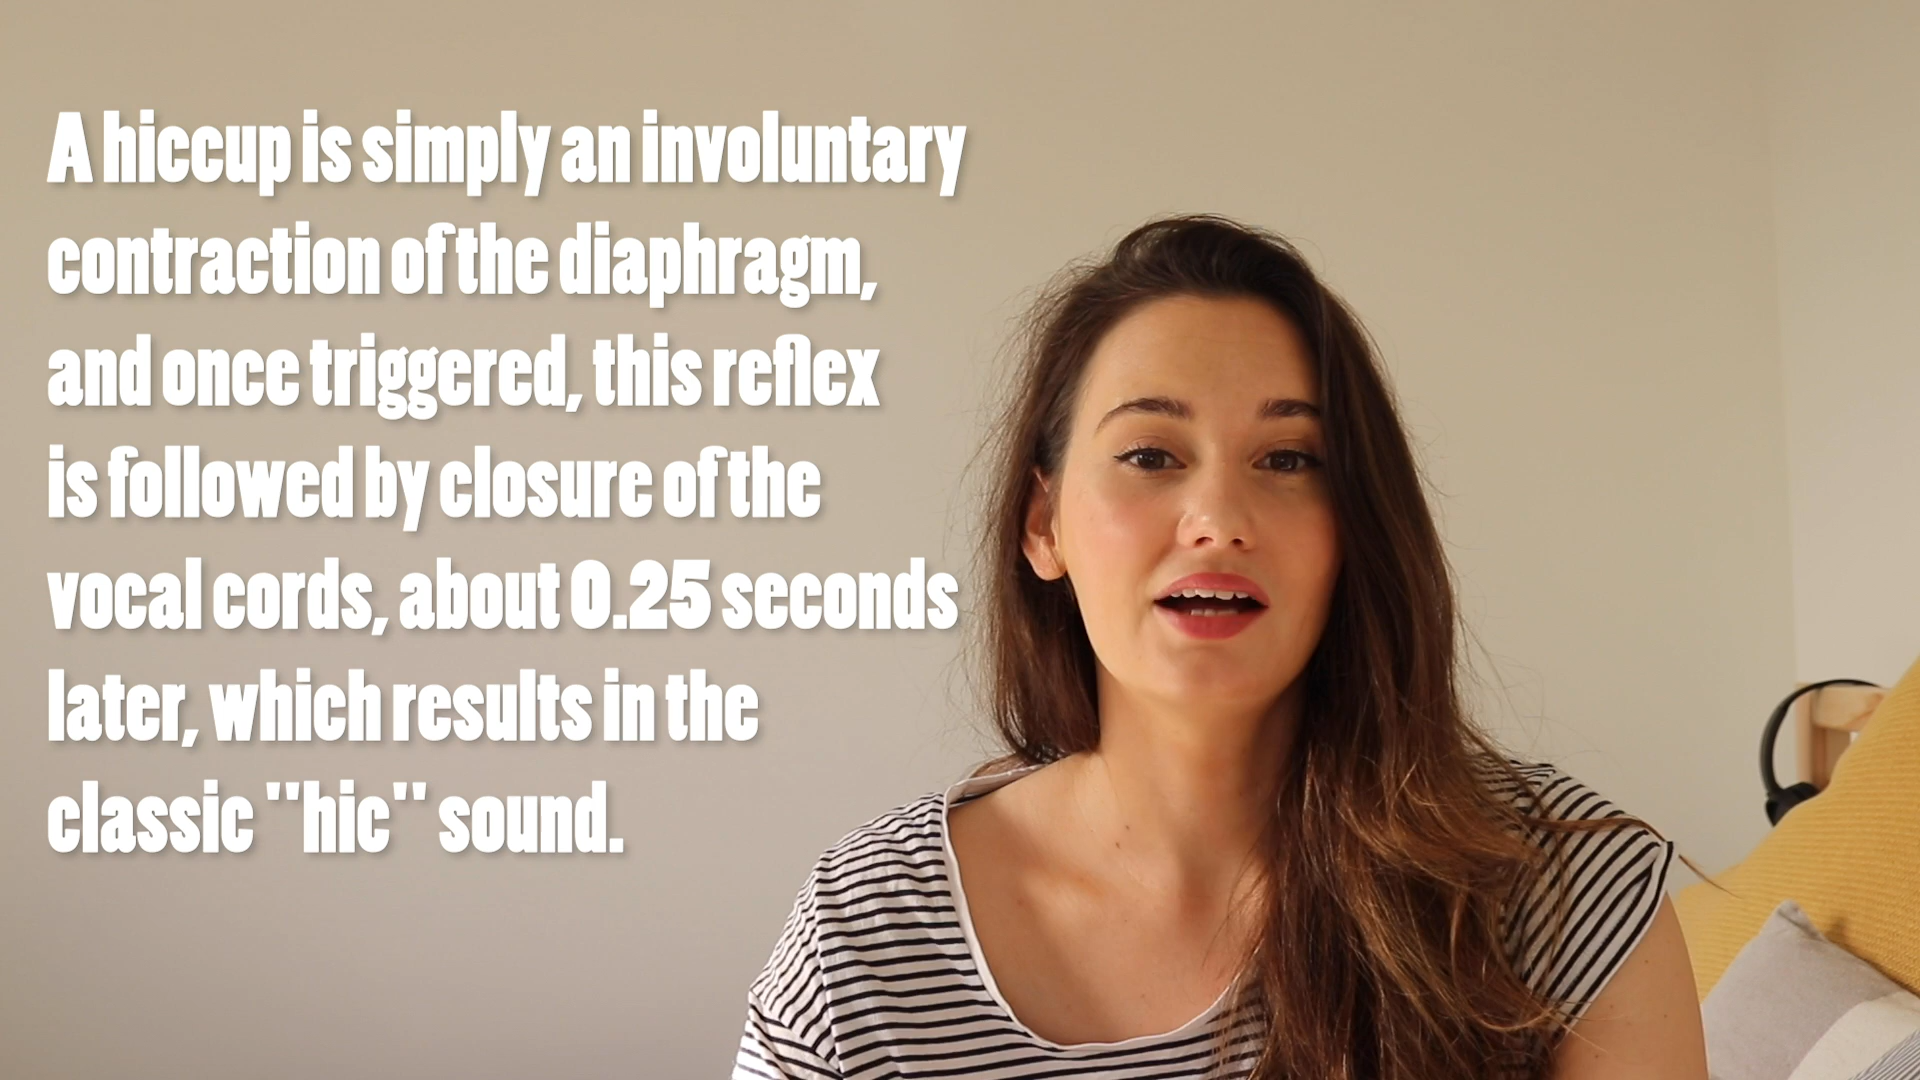 A hiccup is simply an involuntary
contraction of the diaphragm,
and once triggered, this reflex
is followed by closure of the
vocal cords, about 0.25 seconds
later, which results in the
classic "hic" sound.